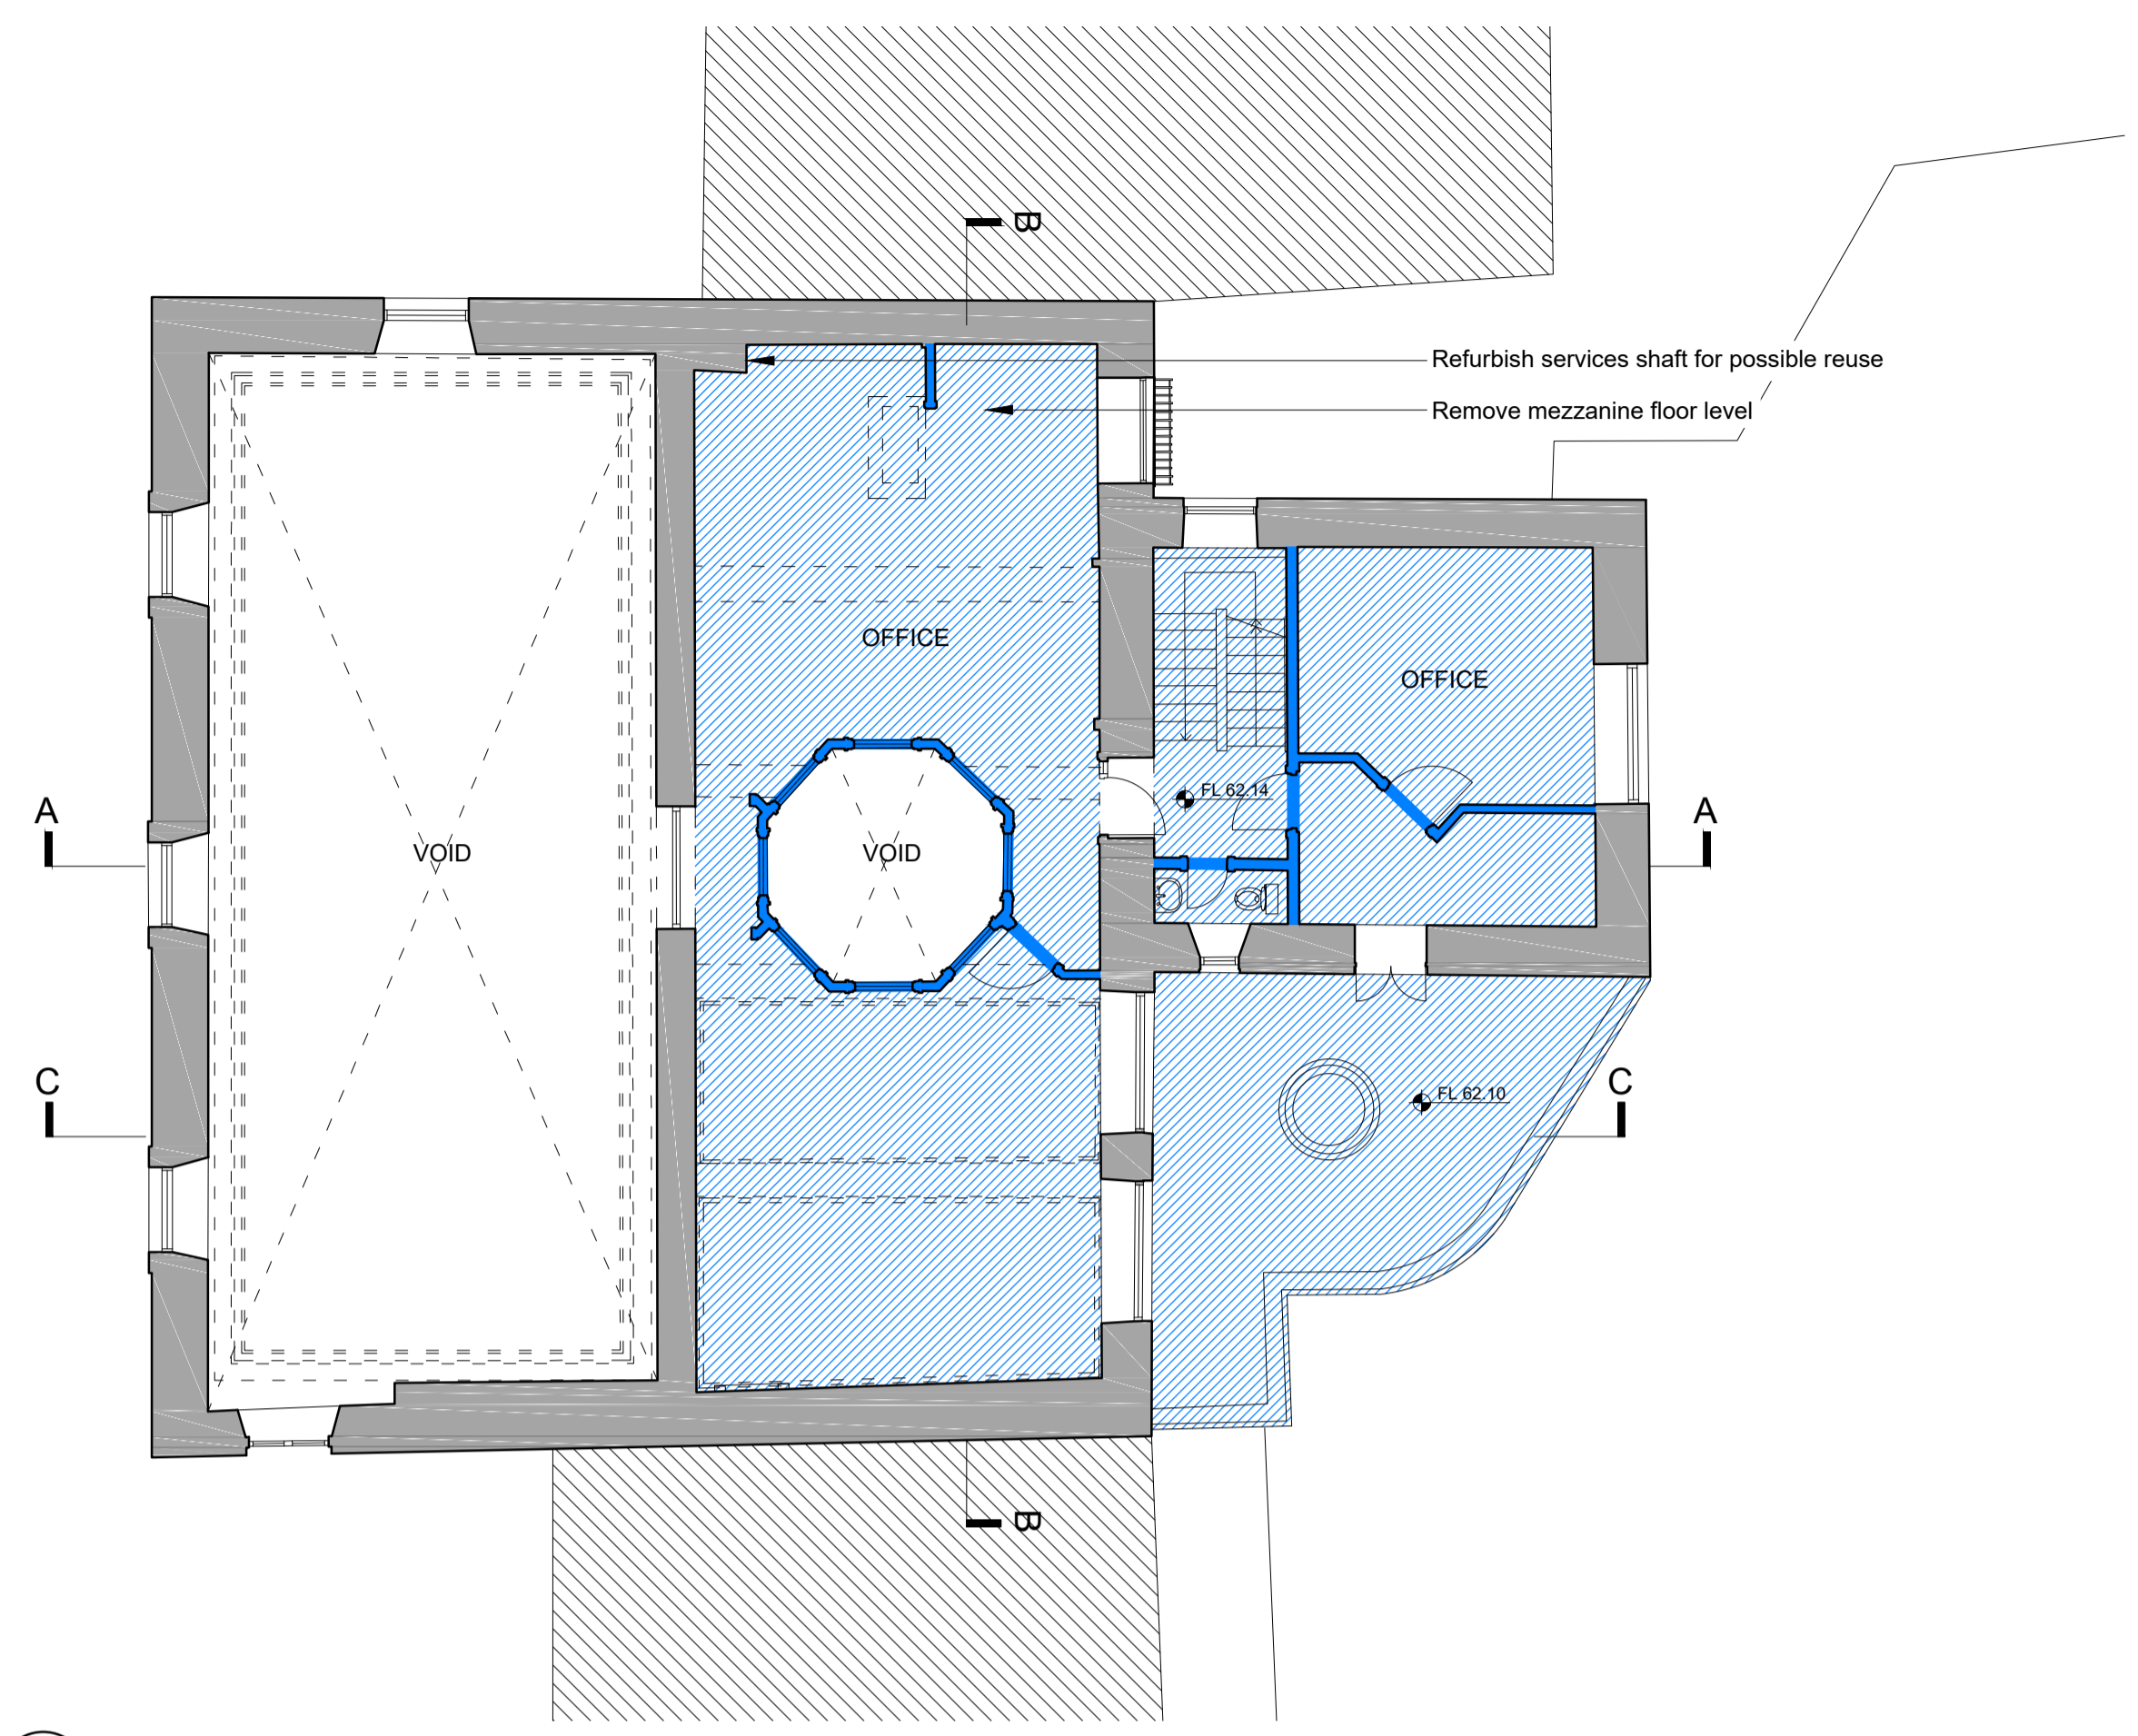 B
Refurbish services shaft for possible reuse
Remove mezzanine floor level
OFFICE
OFFICE
FL 62.14
A
A
VOID
VOID
C
C
FL 62.10
B